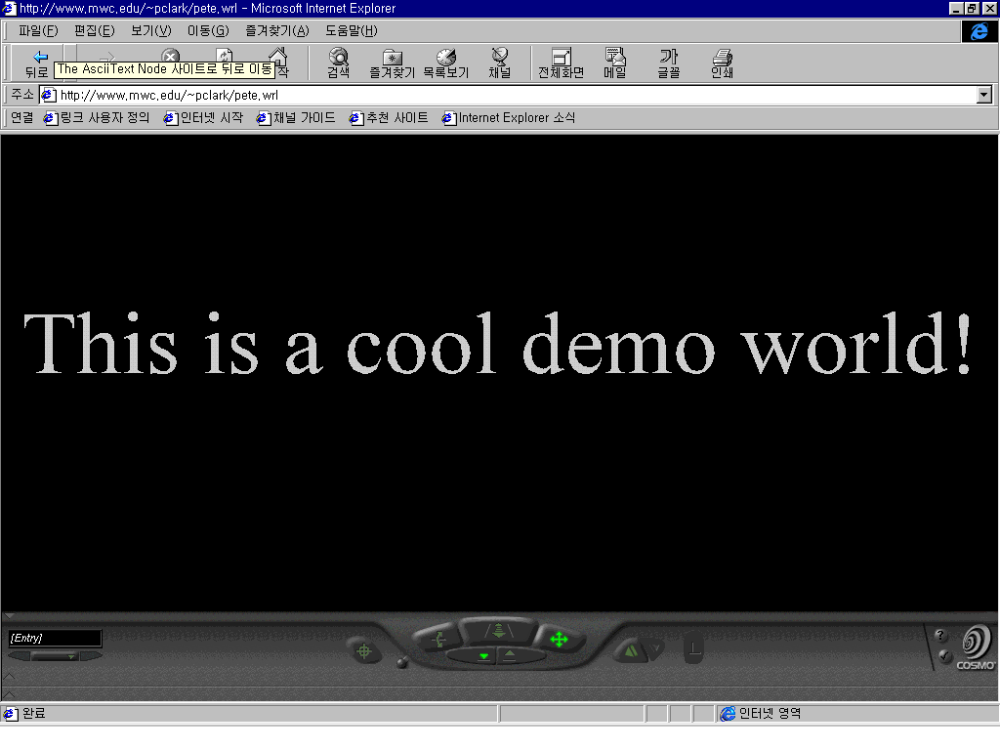 http://www.mwc.edu/~pclark/pete.wrl - Microsoft Internet Explorer
파일(F) 편집(E) 보기(V) 이동(G) 즐겨찾기(A) 도움말(H)
뒤로 작 검색 즐겨찾기 목록보기 채널 전체화면 메일 글꼴 인쇄
가
The AsciiText Node 사이트로 뒤로 이동
주소 http://www.mwc.edu/~pclark/pete.wrl
연결 링크 사용자 정의 인터넷 시작 채널 가이드 추천 사이트 Internet Explorer 소식
This is a cool demo world!
[Entry]
?
COSMO
완료 인터넷 영역